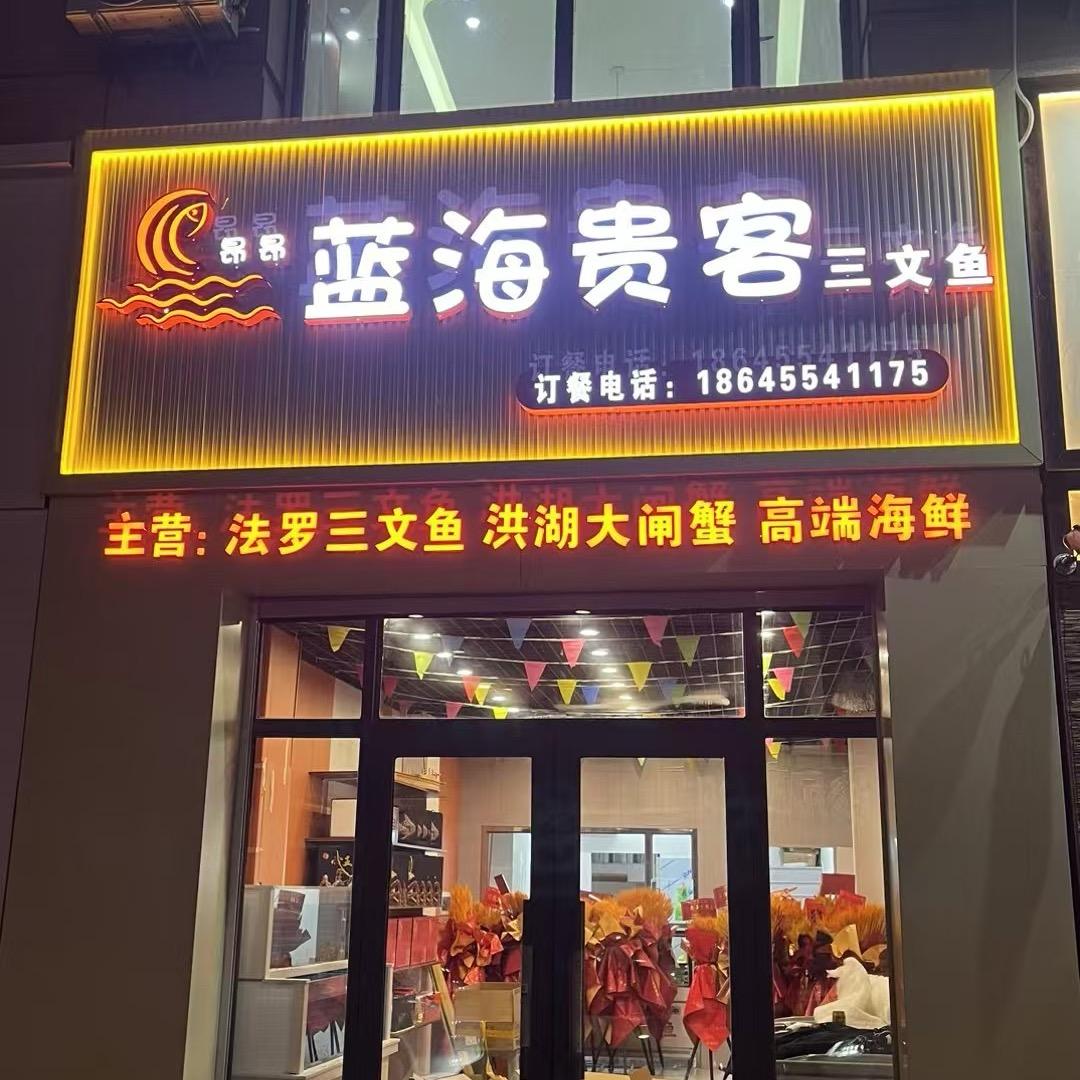 昂昂 蓝海贵客三文鱼
订餐电话：18645541175
主营：法罗三文鱼 洪湖大闸蟹 高端海鲜